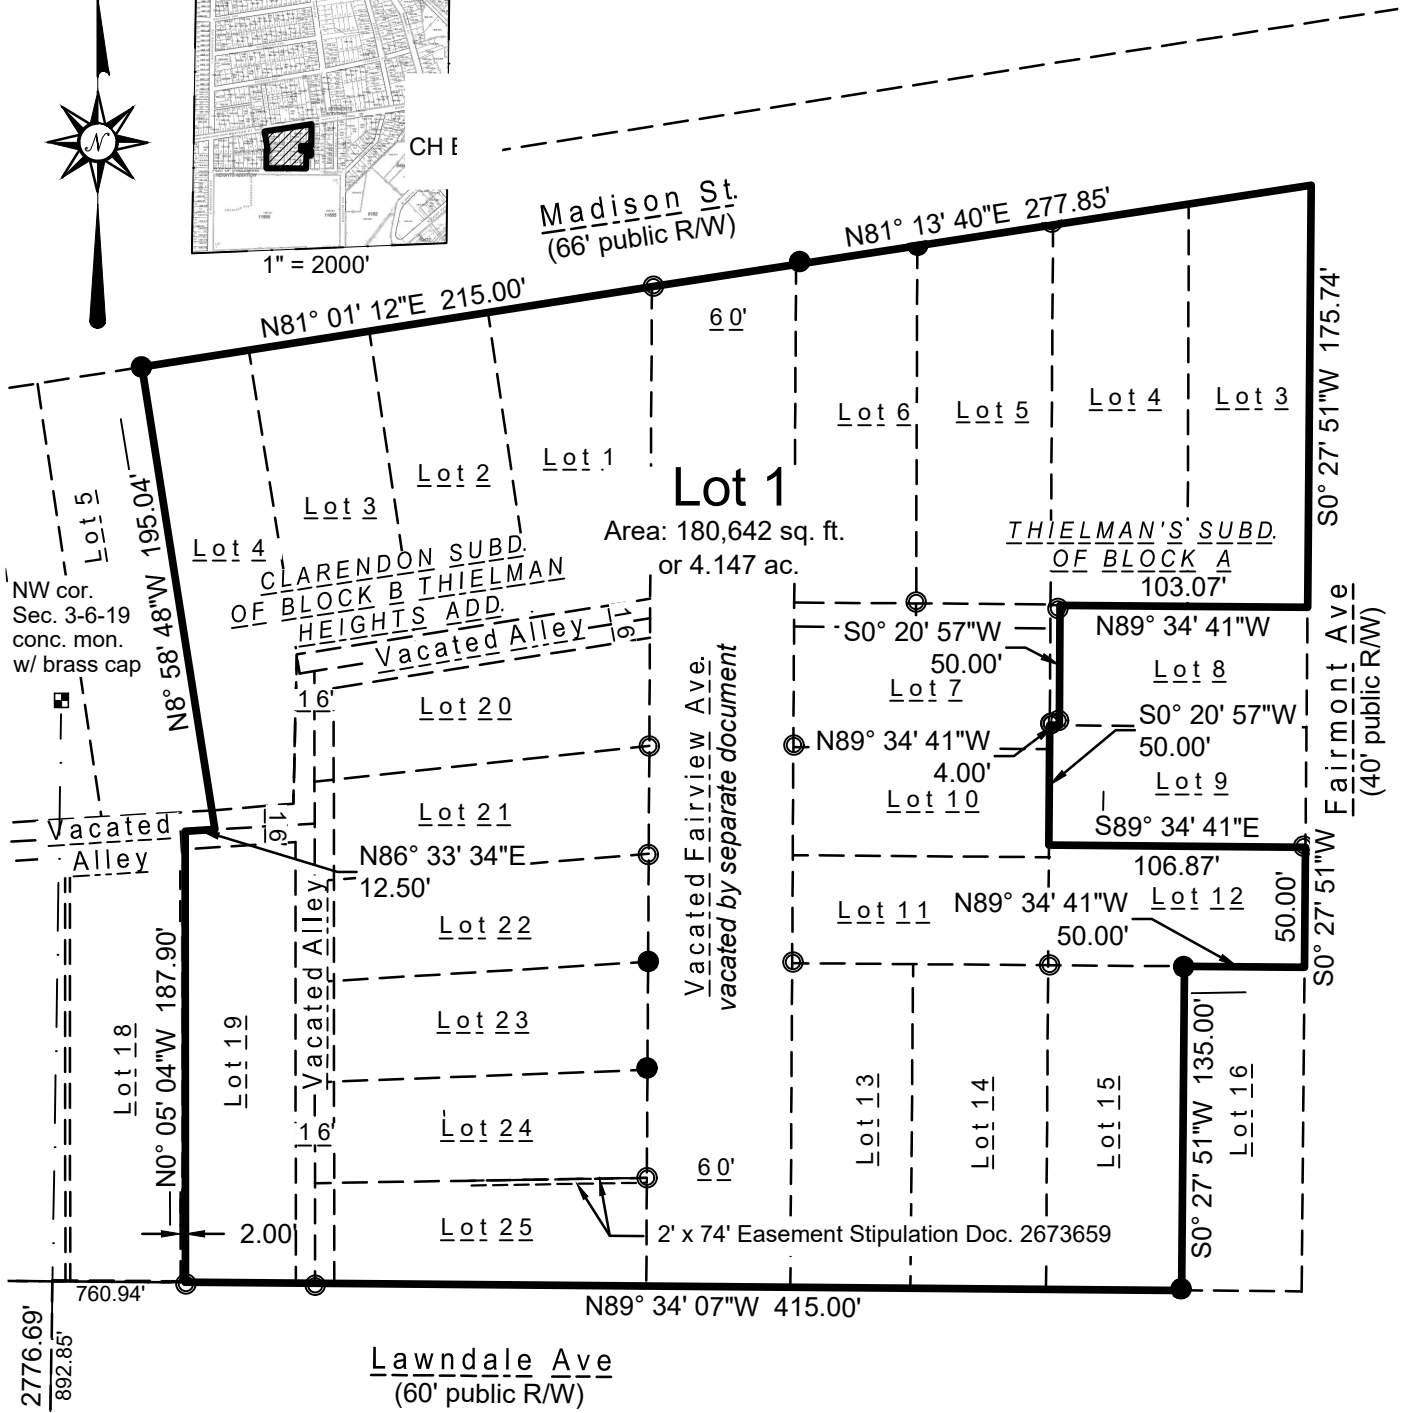 N
CH E
1" = 2000'
Madison St.
(66' public R/W)
N81° 13' 40"E 277.85'
N81° 01' 12"E 215.00'
60'
S0° 27' 51"W 175.74'
Lot 6
Lot 5
Lot 4
Lot 3
Lot 1
Lot 2
Lot 3
Lot 4
Lot 5
N8° 58' 48"W 195.04'
Lot 1
Area: 180,642 sq. ft.
or 4.147 ac.
THIELMAN'S SUBD.
OF BLOCK A
103.07'
N89° 34' 41"W
CLARENDON SUBD.
OF BLOCK B THIELMAN
HEIGHTS ADD.
Vacated Alley
16'
NW cor.
Sec. 3-6-19
conc. mon.
w/ brass cap
S0° 20' 57"W
50.00'
Lot 7
Lot 8
Fairmont Ave
(40' public R/W)
16'
Lot 20
Vacated Fairview Ave.
vacated by separate document
N89° 34' 41"W
4.00'
S0° 20' 57"W
50.00'
Lot 9
Lot 10
S89° 34' 41"E
106.87'
Vacated
Alley
16'
Lot 21
N86° 33' 34"E
12.50'
Lot 11
N89° 34' 41"W
50.00'
Lot 12
50.00'
S0° 27' 51"W
Lot 22
Vacated Alley
N0° 05' 04"W 187.90'
Lot 18
Lot 19
Lot 23
Lot 24
Lot 13
Lot 14
Lot 15
S0° 27' 51"W 135.00'
Lot 16
16'
60'
2.00'
Lot 25
2' x 74' Easement Stipulation Doc. 2673659
760.94'
N89° 34' 07"W 415.00'
2776.69'
892.85'
Lawndale Ave
(60' public R/W)